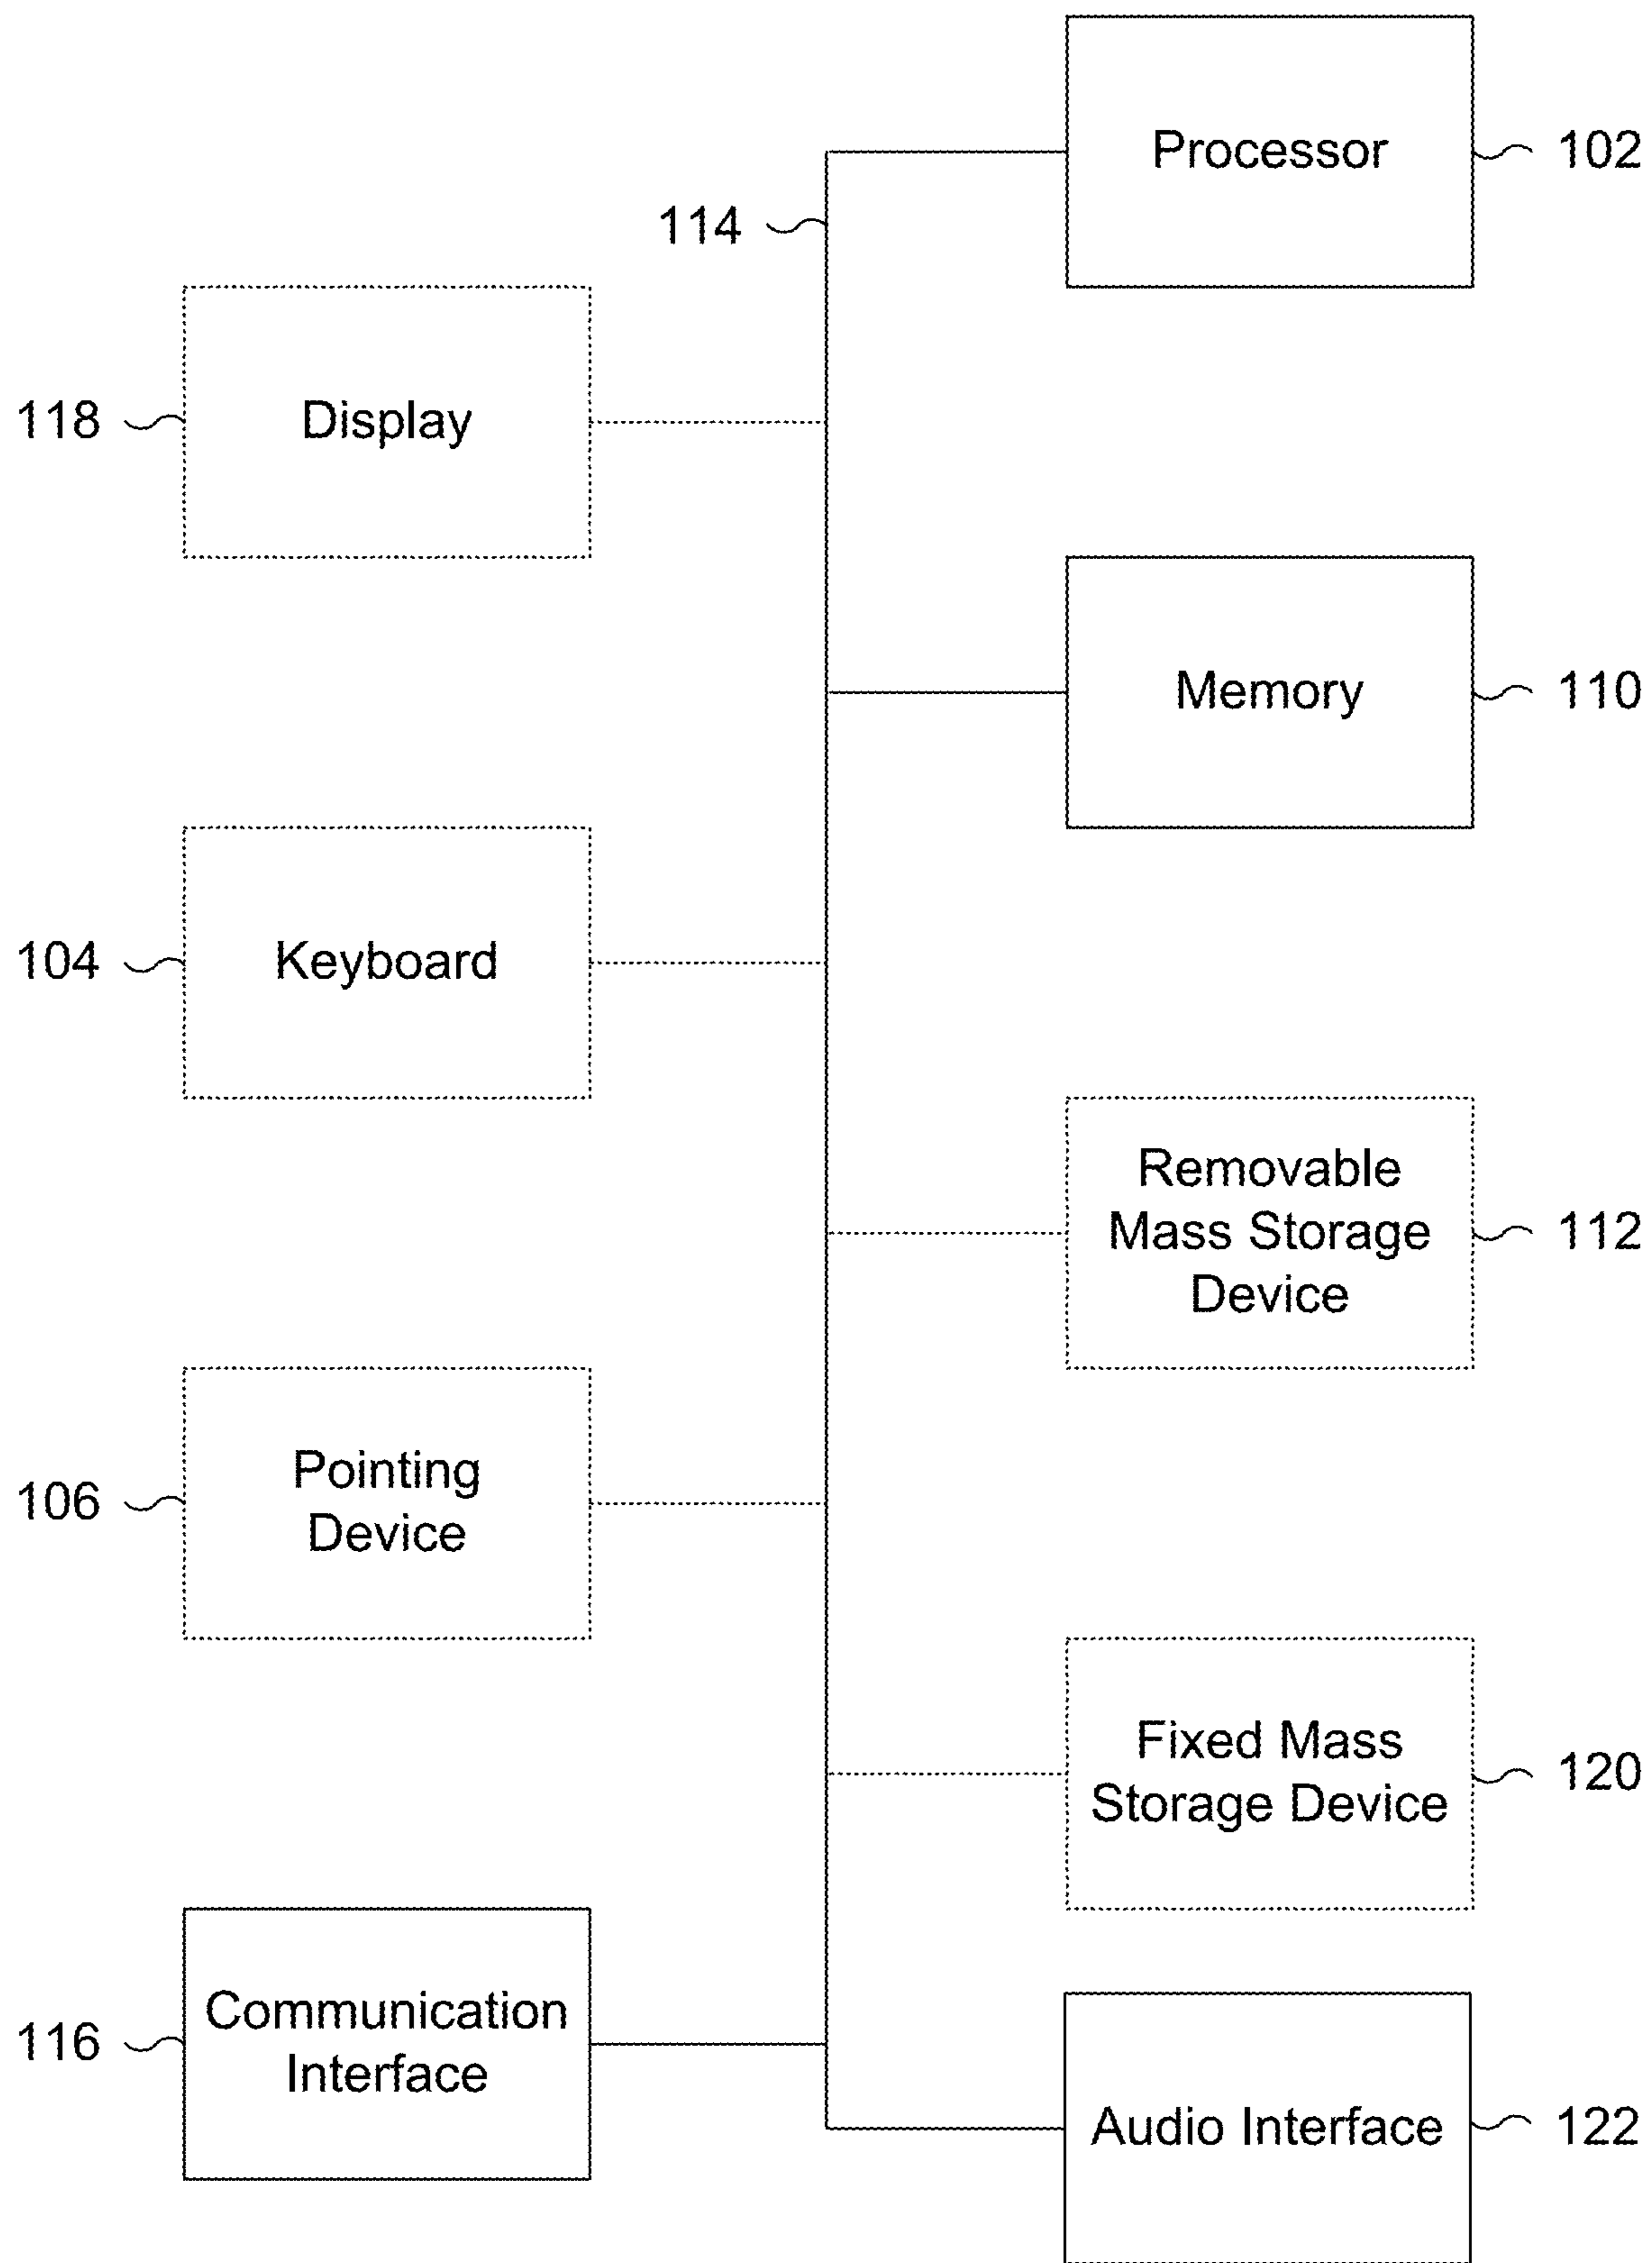 Processor
102
114
118
Display
Memory
110
104
Keyboard
Removable
Mass Storage
Device
112
106
Pointing
Device
Fixed Mass
Storage Device
120
116
Communication
Interface
Audio Interface
122